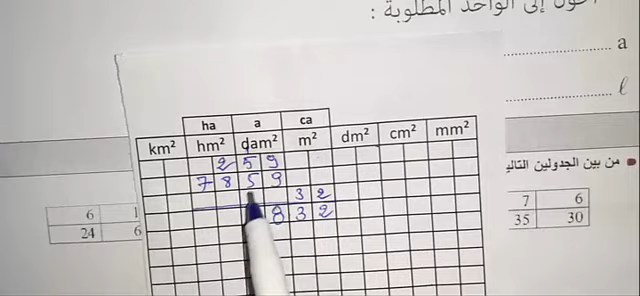 أحول إلى الواحد المطلوبة :
a
ℓ
ha a ca
km² hm² dam² m² dm² cm² mm²
2 5 9
7 8 5 9
3 2
8 3 2
من بين الجدولين التالي
6 1
24 6
7 6
35 30